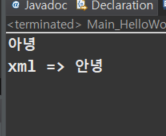 @ Javadoc Declaration
<terminated> Main_HelloWo
아녕
xml => 안녕